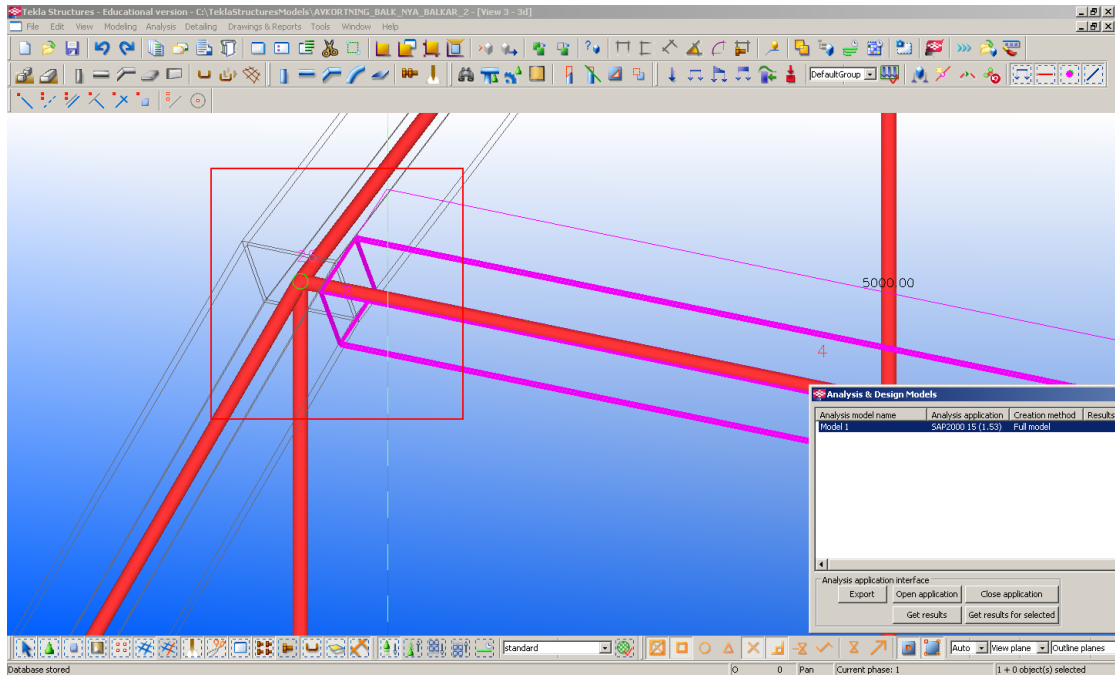 Tekla Structures - Educational version - C:\TeklaStructuresModels\AVKORTNING_BALK_NYA_BALKAR_2 - [View 3 - 3d]
File Edit View Modeling Analysis Detailing Drawings & Reports Tools Window Help
DefaultGroup
5000.00
4
Analysis & Design Models
Analysis model name Analysis application Creation method Results
Model 1 SAP2000 15 (1.53) Full model
Analysis application interface
Export Open application Close application
Get results Get results for selected
standard Auto View plane Outline planes
Database stored O 0 Pan Current phase: 1 1 + 0 object(s) selected